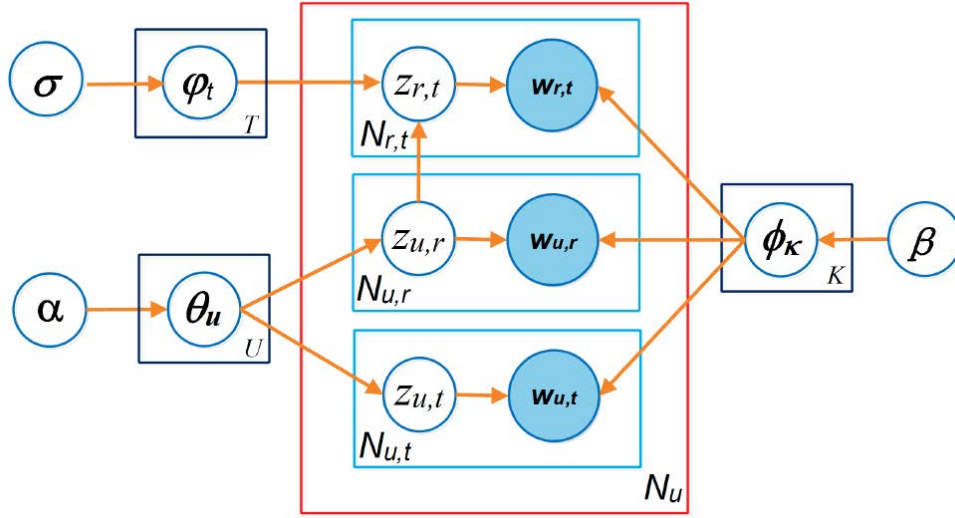 σ
φt
T
zr,t
wr,t
Nr,t
zu,r
wu,r
Nu,r
ϕκ
K
β
α
θu
U
zu,t
wu,t
Nu,t
Nu